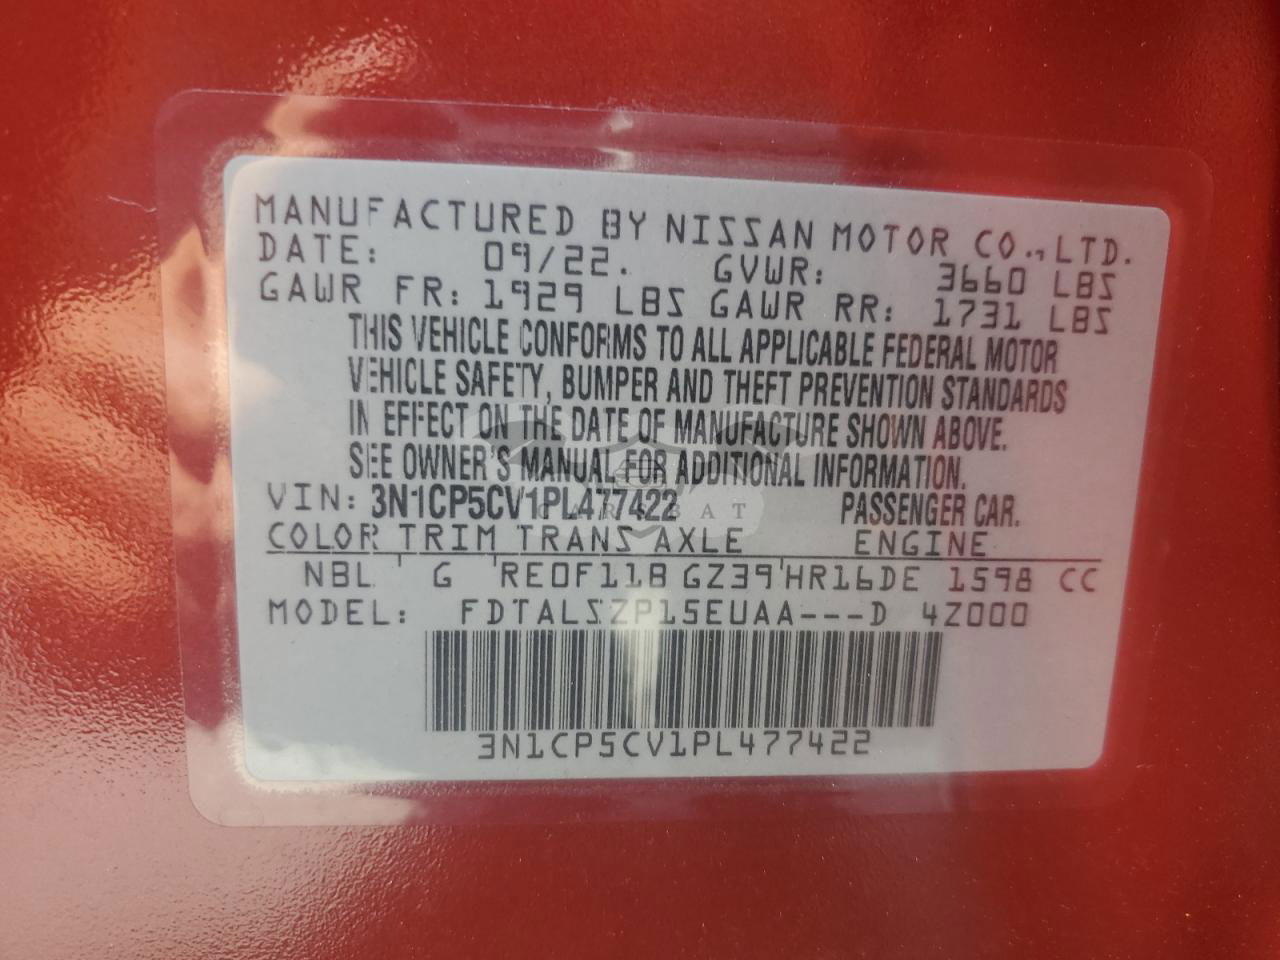 MANUFACTURED BY NISSAN MOTOR CO.,LTD.
DATE: 09/22. GVWR: 3660 LBS
GAWR FR: 1929 LBS GAWR RR: 1731 LBS
THIS VEHICLE CONFORMS TO ALL APPLICABLE FEDERAL MOTOR
VEHICLE SAFETY, BUMPER AND THEFT PREVENTION STANDARDS
IN EFFECT ON THE DATE OF MANUFACTURE SHOWN ABOVE.
SEE OWNER'S MANUAL FOR ADDITIONAL INFORMATION.
VIN: 3N1CP5CV1PL477422 PASSENGER CAR.
CARSBAT
COLOR TRIM TRANS AXLE ENGINE
NBL ' G 'RE0F11B GZ39'HR16DE 1598 CC
MODEL: FDTALSZP15EUAA---D 4Z000
3N1CP5CV1PL477422